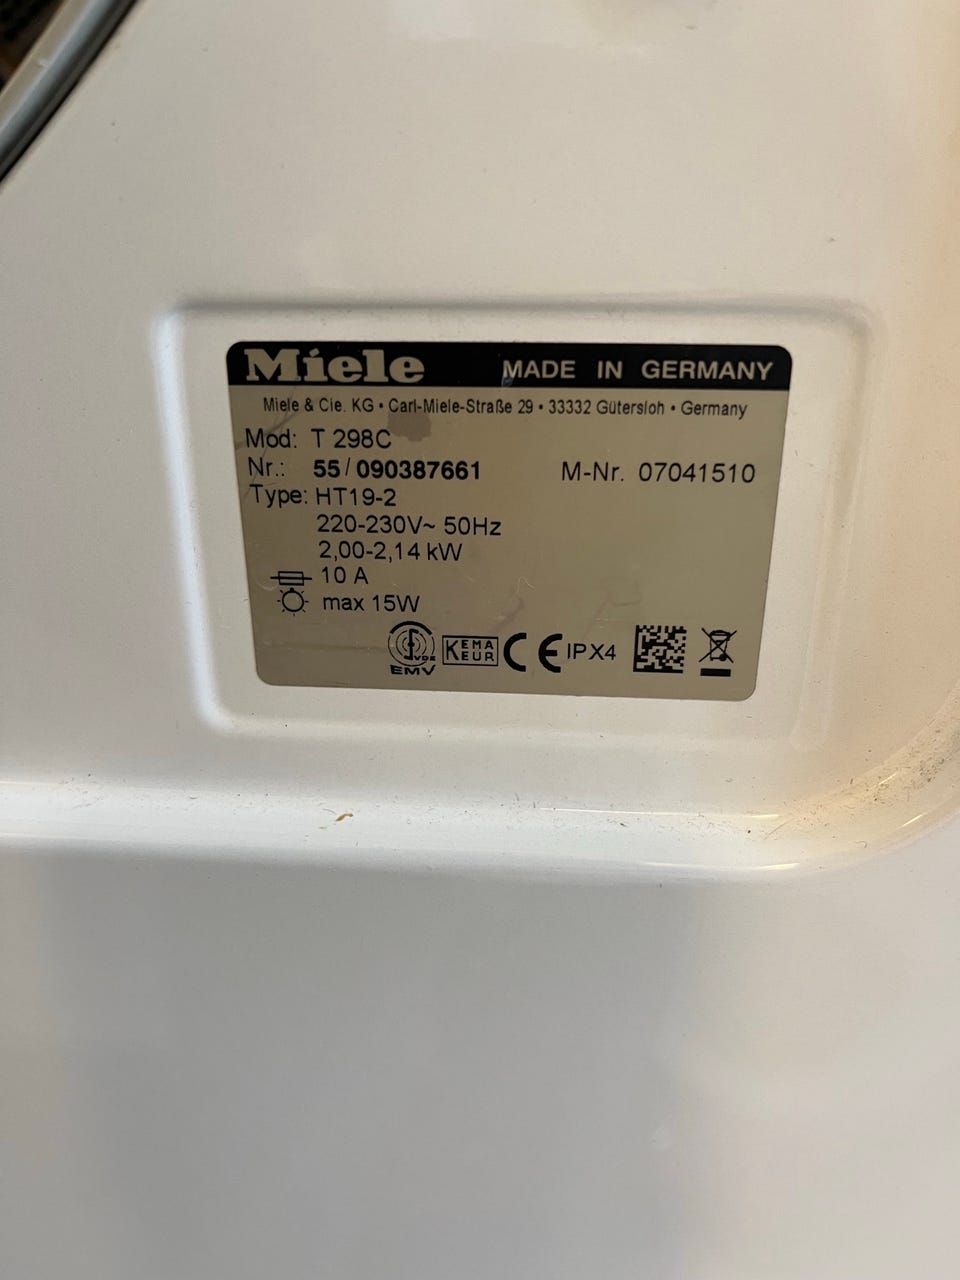 Miele MADE IN GERMANY
Miele & Cie. KG • Carl-Miele-Straße 29 • 33332 Gütersloh • Germany
Mod: T 298C
Nr.: 55/090387661 M-Nr. 07041510
Type: HT19-2
220-230V~ 50Hz
2,00-2,14 kW
10 A
max 15W
VDE
EMV
KEMA
KEUR
CE IPX4